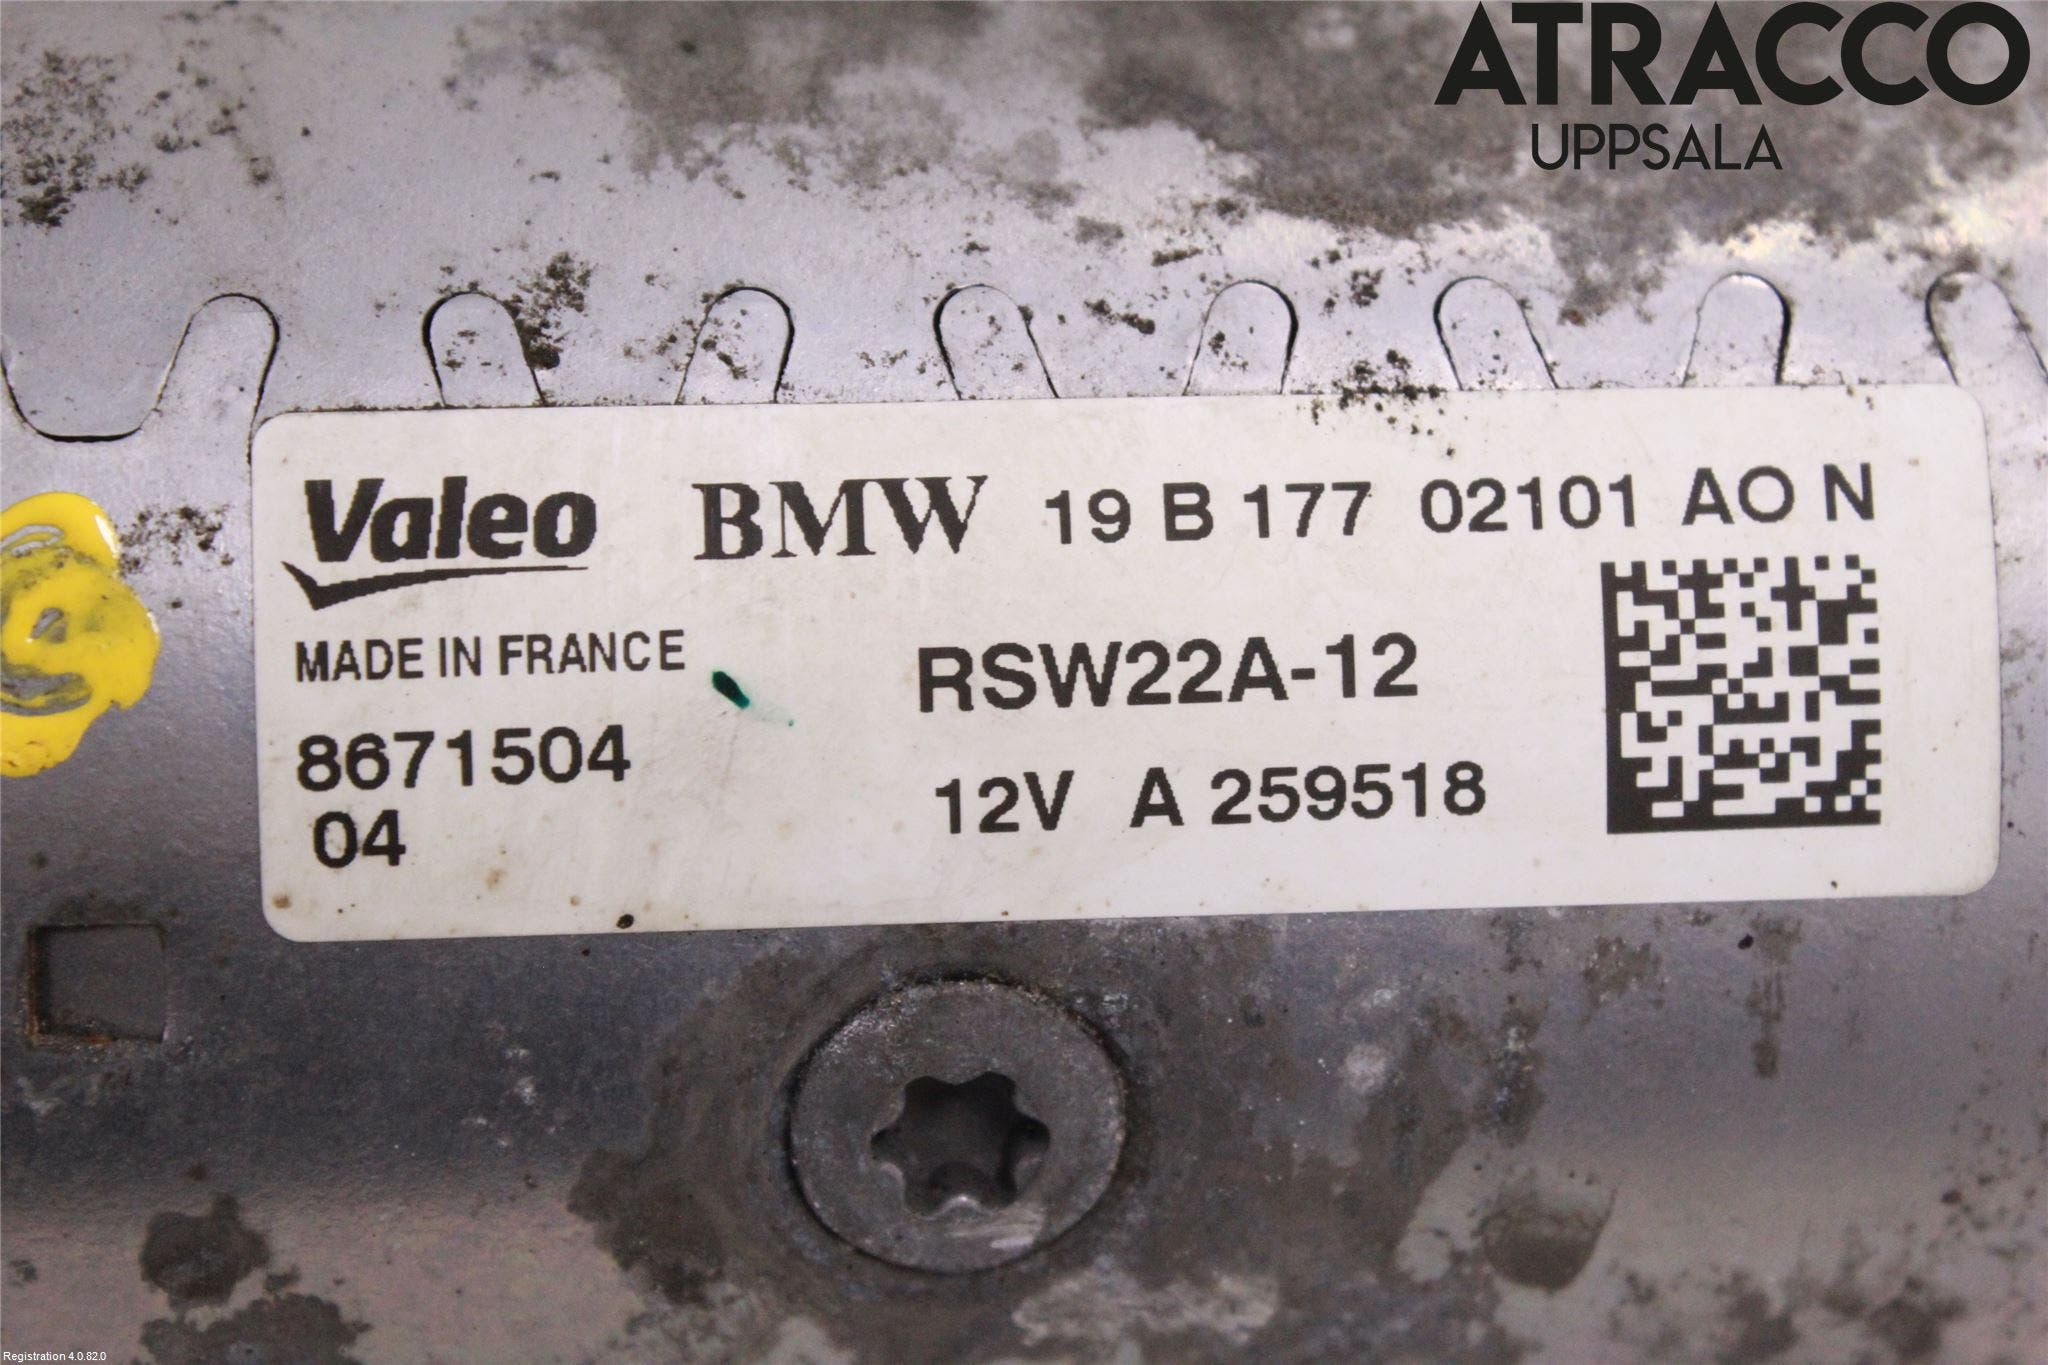 ATRACCO
UPPSALA
Valeo BMW 19 B 177 02101 AO N
MADE IN FRANCE RSW22A-12
8671504
04
12V A 259518
Registration 4.0.82.0